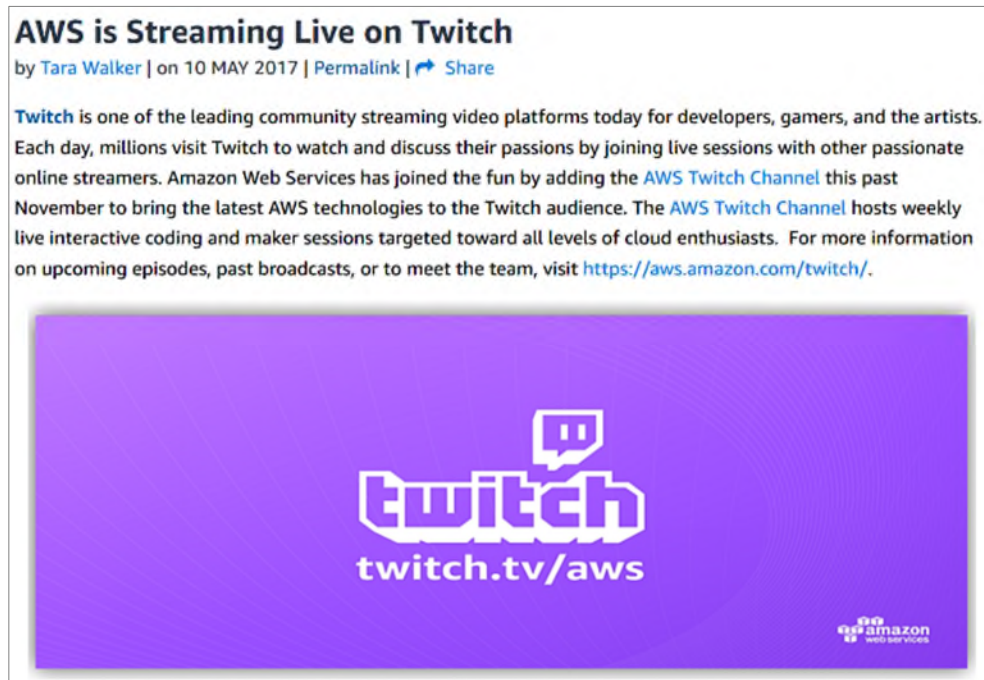 AWS is Streaming Live on Twitch
by Tara Walker | on 10 MAY 2017 | Permalink | Share
Twitch is one of the leading community streaming video platforms today for developers, gamers, and the artists.
Each day, millions visit Twitch to watch and discuss their passions by joining live sessions with other passionate
online streamers. Amazon Web Services has joined the fun by adding the AWS Twitch Channel this past
November to bring the latest AWS technologies to the Twitch audience. The AWS Twitch Channel hosts weekly
live interactive coding and maker sessions targeted toward all levels of cloud enthusiasts.  For more information
on upcoming episodes, past broadcasts, or to meet the team, visit https://aws.amazon.com/twitch/.
twitch
twitch.tv/aws
amazon
web services